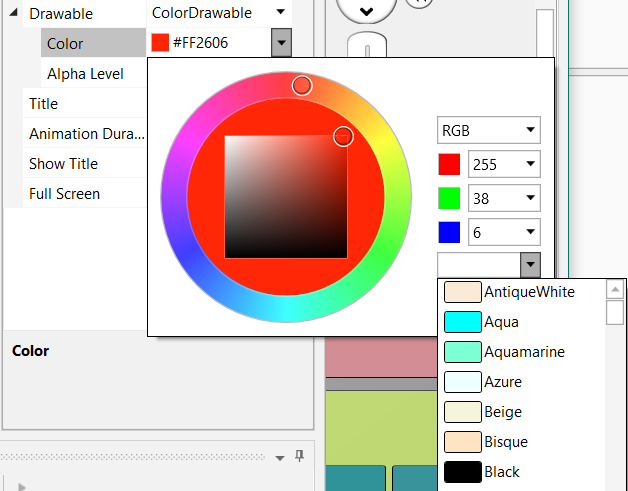 Drawable
ColorDrawable
Color
#FF2606
Alpha Level
Title
Animation Dura...
Show Title
Full Screen
RGB
255
38
6
AntiqueWhite
Aqua
Aquamarine
Azure
Beige
Bisque
Black
Color